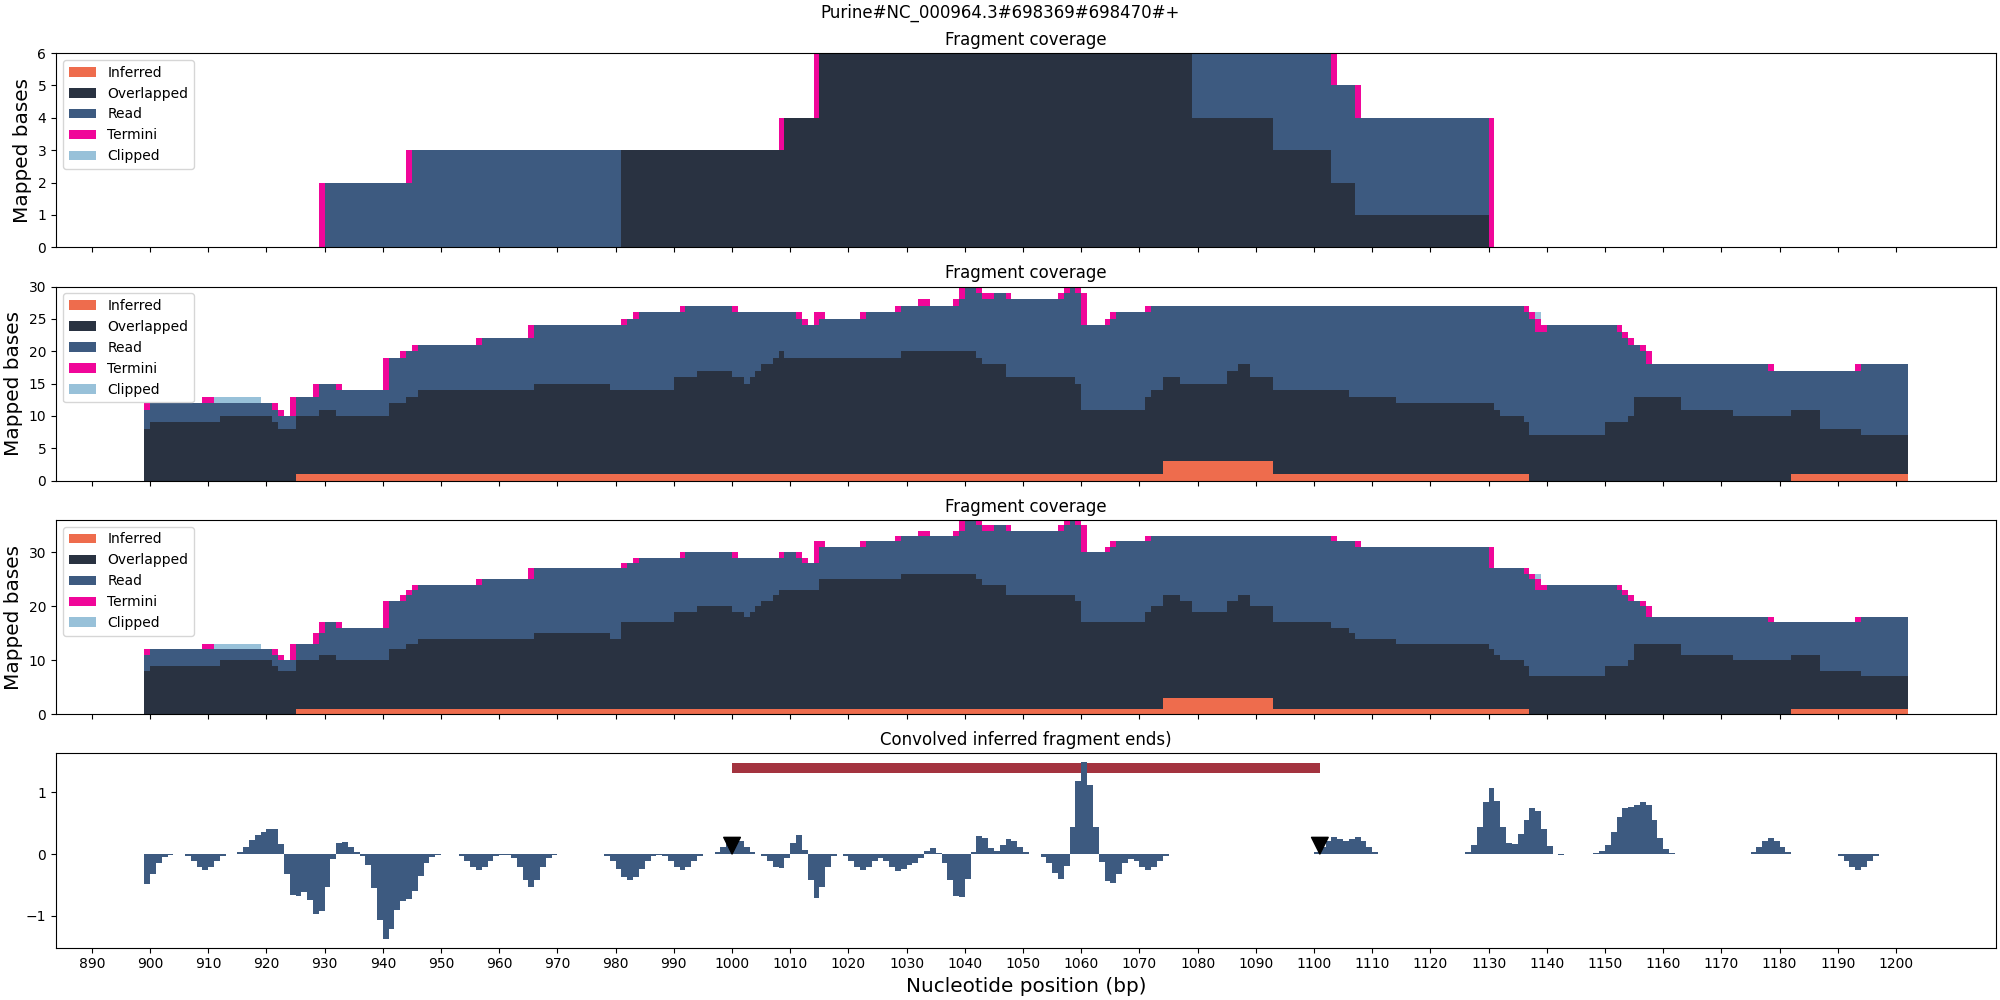 Purine#NC_000964.3#698369#698470#+
Fragment coverage
Mapped bases
6
5
4
3
2
1
0
Inferred
Overlapped
Read
Termini
Clipped
Fragment coverage
Mapped bases
30
25
20
15
10
5
0
Inferred
Overlapped
Read
Termini
Clipped
Fragment coverage
Mapped bases
30
20
10
0
Inferred
Overlapped
Read
Termini
Clipped
Convolved inferred fragment ends)
1
0
−1
890 900 910 920 930 940 950 960 970 980 990 1000 1010 1020 1030 1040 1050 1060 1070 1080 1090 1100 1110 1120 1130 1140 1150 1160 1170 1180 1190 1200
Nucleotide position (bp)